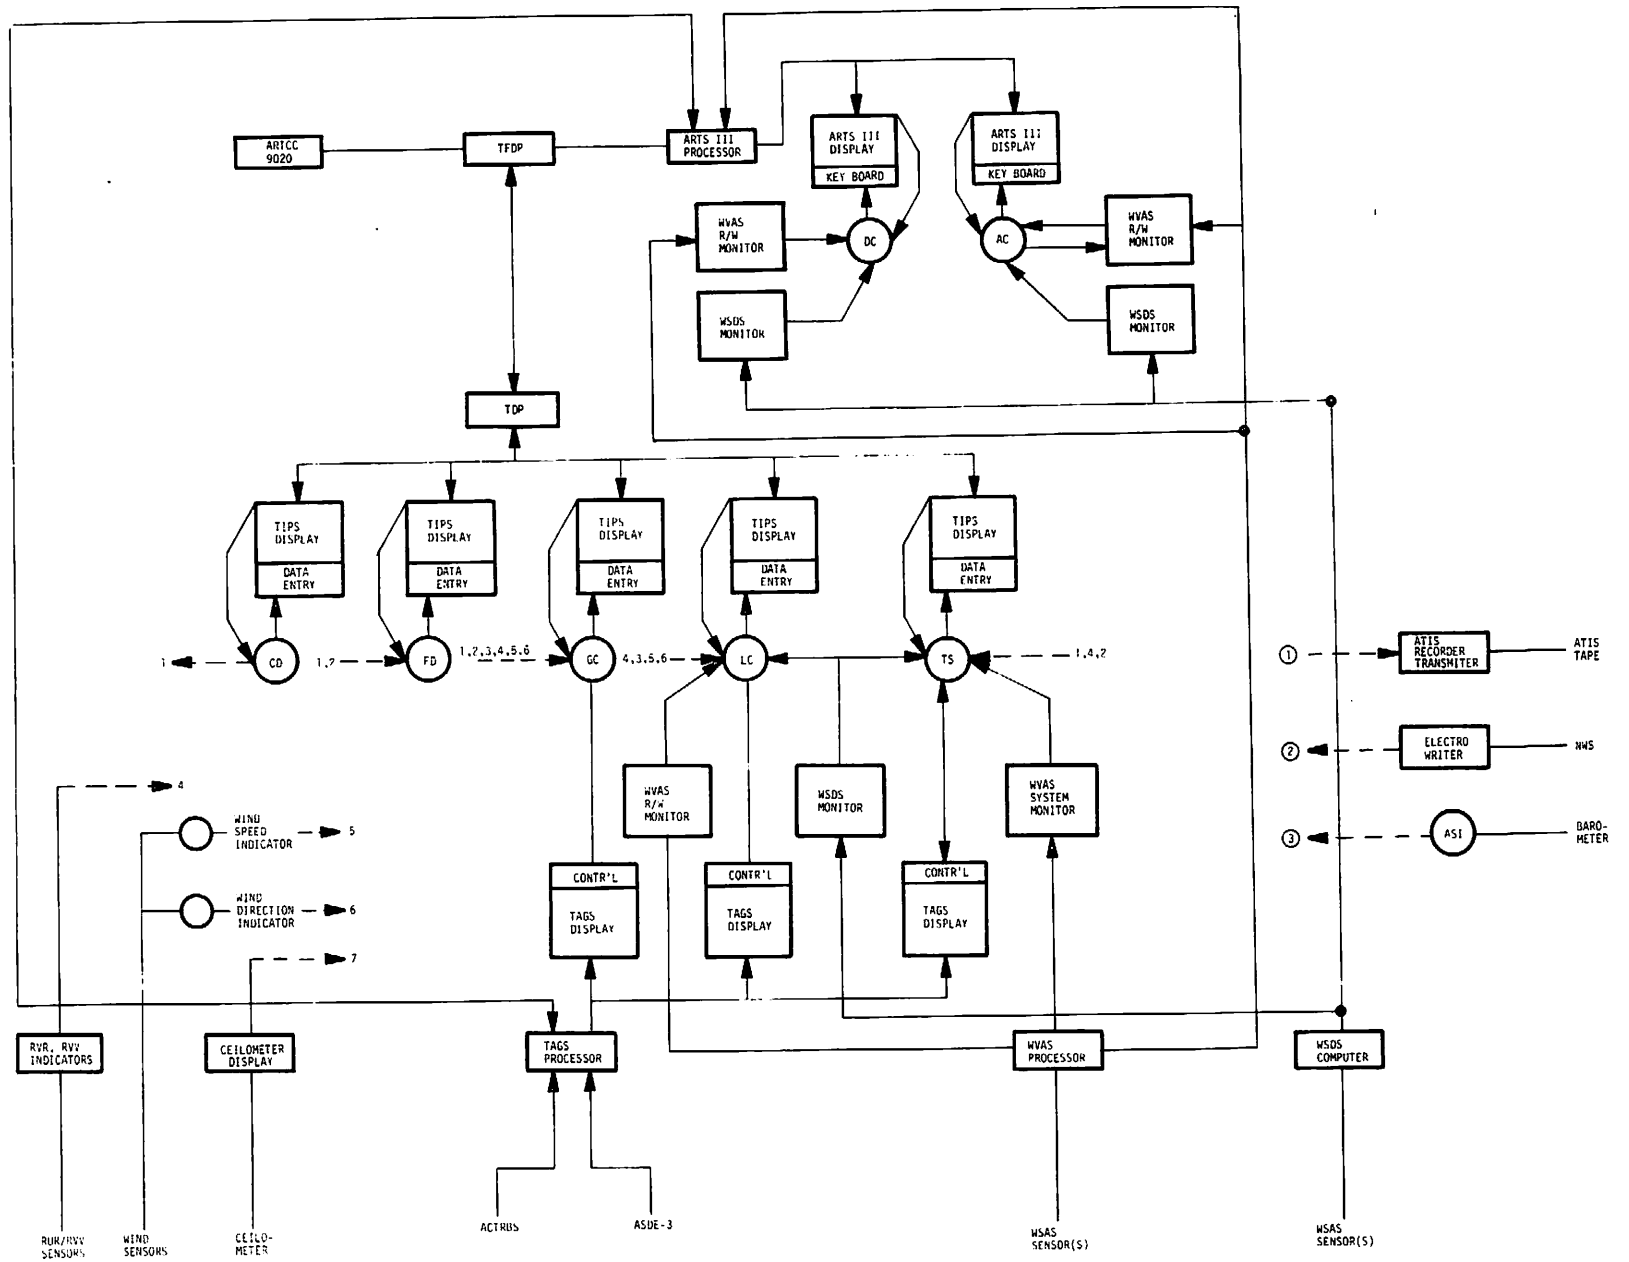 ARTCC
9020
TFDP
ARTS III
PROCESSOR
ARTS III
DISPLAY
KEY BOARD
ARTS III
DISPLAY
KEY BOARD
WVAS
R/W
MONITOR
DC
AC
WVAS
R/W
MONITOR
WSDS
MONITOR
WSDS
MONITOR
TDP
TIPS
DISPLAY
DATA
ENTRY
TIPS
DISPLAY
DATA
ENTRY
TIPS
DISPLAY
DATA
ENTRY
TIPS
DISPLAY
DATA
ENTRY
TIPS
DISPLAY
DATA
ENTRY
1
CD
1,2
FD
1,2,3,4,5,6
GC
4,3,5,6
LC
TS
1,4,2
1
ATIS
RECORDER
TRANSMITER
ATIS
TAPE
2
ELECTRO
WRITER
NWS
3
ASI
BARO-
METER
4
WIND
SPEED
INDICATOR
5
WIND
DIRECTION
INDICATOR
6
7
WVAS
R/W
MONITOR
WSDS
MONITOR
WVAS
SYSTEM
MONITOR
CONTR'L
TAGS
DISPLAY
CONTR'L
TAGS
DISPLAY
CONTR'L
TAGS
DISPLAY
RVR, RVV
INDICATORS
CEILOMETER
DISPLAY
TAGS
PROCESSOR
WVAS
PROCESSOR
WSDS
COMPUTER
RUR/RVV
SENSORS
WIND
SENSORS
CEILO-
METER
ACTRBS
ASDE-3
WSAS
SENSOR(S)
WSAS
SENSOR(S)